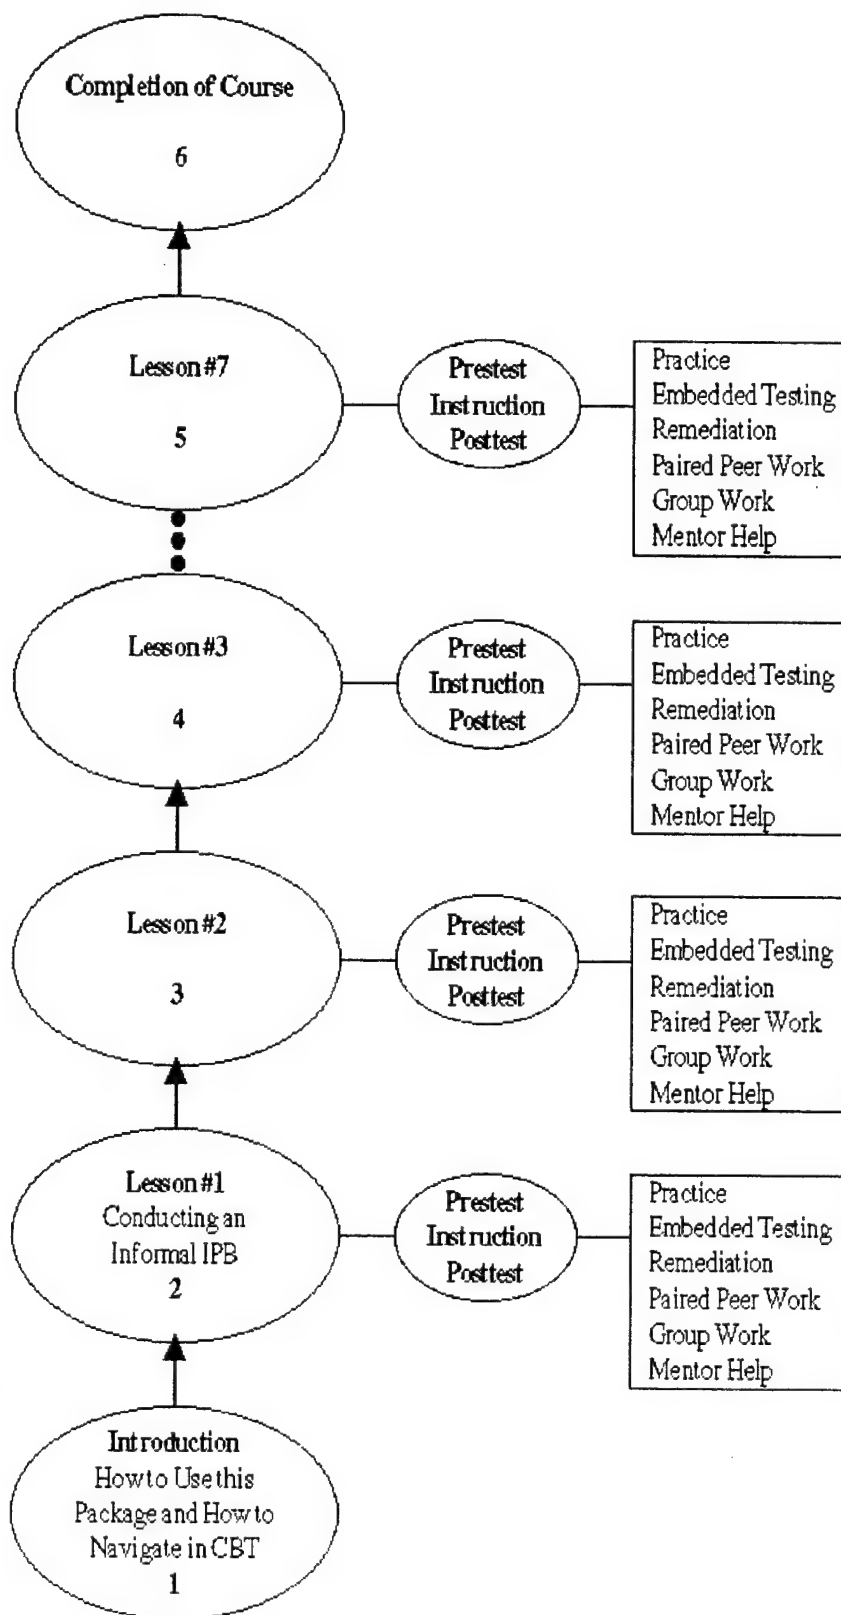 Completion of Course
6
Lesson #7
5
Prestest
Instruction
Posttest
Practice
Embedded Testing
Remediation
Paired Peer Work
Group Work
Mentor Help
Lesson #3
4
Prestest
Instruction
Posttest
Practice
Embedded Testing
Remediation
Paired Peer Work
Group Work
Mentor Help
Lesson #2
3
Prestest
Instruction
Posttest
Practice
Embedded Testing
Remediation
Paired Peer Work
Group Work
Mentor Help
Lesson #1
Conducting an
Informal IPB
2
Prestest
Instruction
Posttest
Practice
Embedded Testing
Remediation
Paired Peer Work
Group Work
Mentor Help
Introduction
How to Use this
Package and How to
Navigate in CBT
1